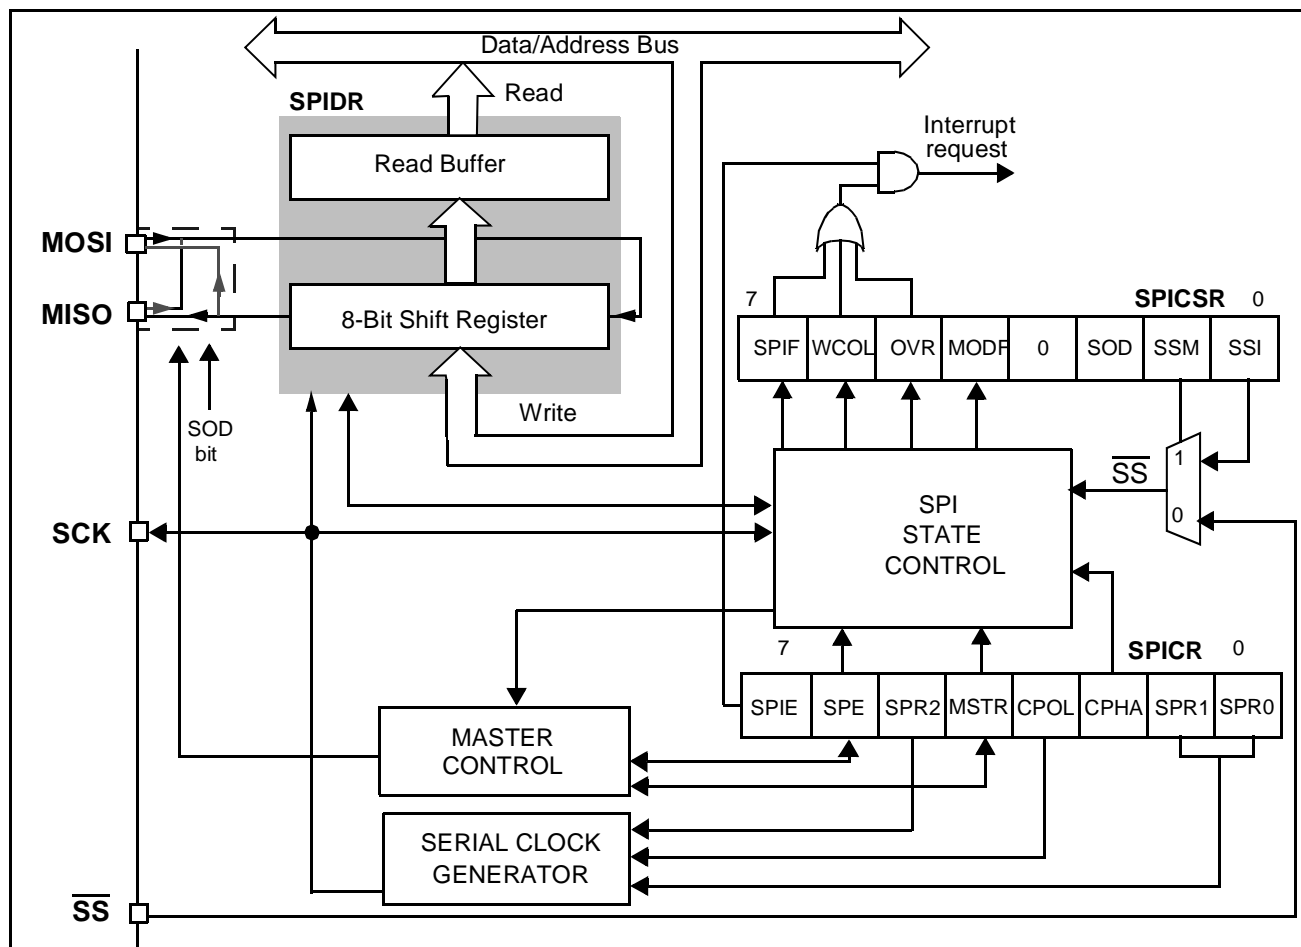 Data/Address Bus
SPIDR
Read
Read Buffer
8-Bit Shift Register
Write
MOSI
MISO
SOD
bit
SCK
SS
Interrupt
request
7
SPICSR
0
SPIF
WCOL
OVR
MODF
0
SOD
SSM
SSI
1
0
SS
SPI
STATE
CONTROL
7
SPICR
0
SPIE
SPE
SPR2
MSTR
CPOL
CPHA
SPR1
SPR0
MASTER
CONTROL
SERIAL CLOCK
GENERATOR